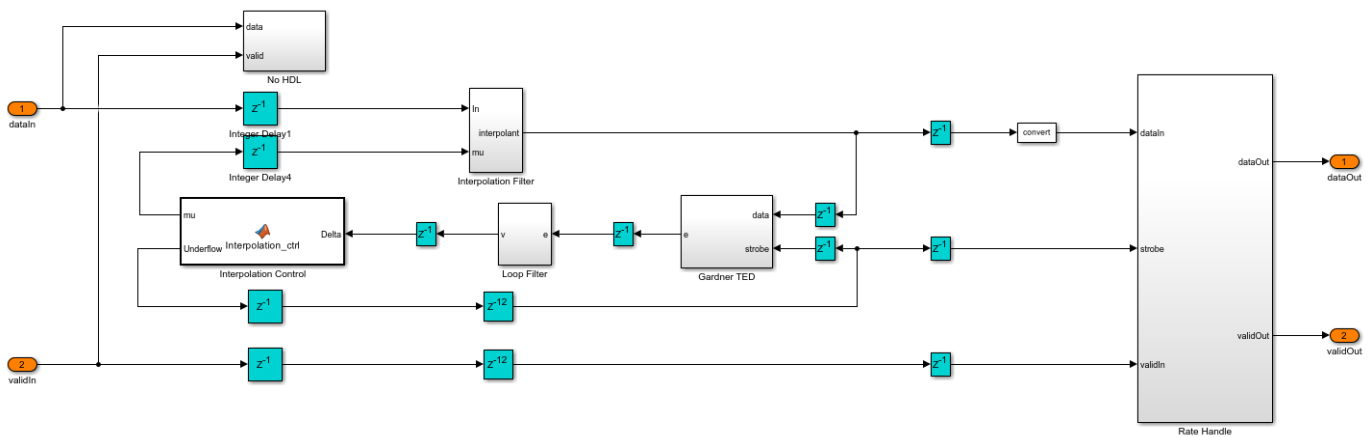 data
valid
No HDL
1
dataIn
z-1
Integer Delay1
In
interpolant
mu
Interpolation Filter
z-1
Integer Delay4
z-1
convert
dataIn
dataOut
1
dataOut
mu
Underflow
Interpolation_ctrl
Delta
Interpolation Control
z-1
v
e
Loop Filter
z-1
data
e
strobe
Gardner TED
z-1
z-1
z-1
strobe
z-1
z-12
validOut
2
validOut
2
validIn
z-1
z-12
z-1
validIn
Rate Handle